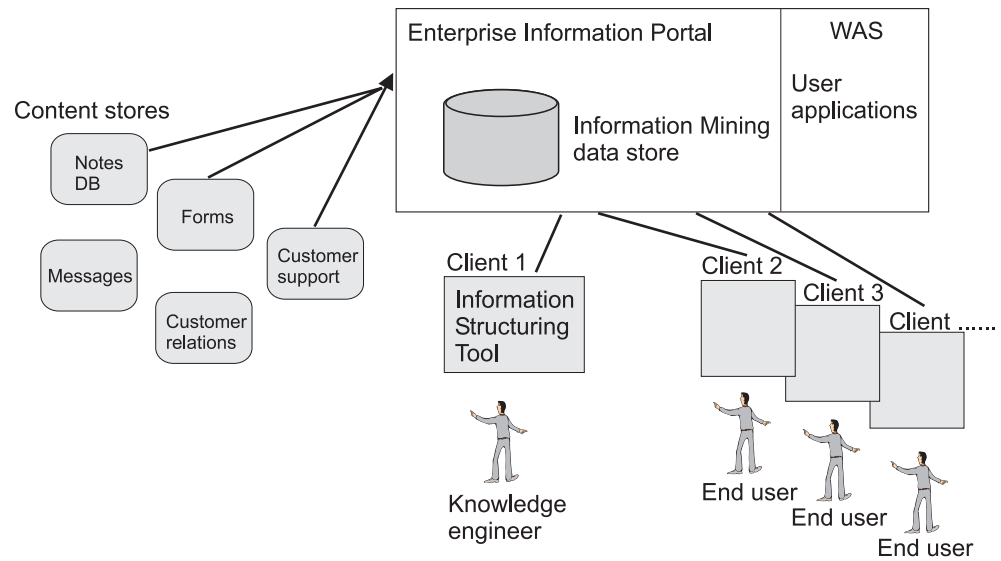 Enterprise Information Portal
WAS
User
applications
Information Mining
data store
Content stores
Notes
DB
Forms
Customer
support
Messages
Customer
relations
Client 1
Information
Structuring
Tool
Client 2
Client 3
Client ......
Knowledge
engineer
End user
End user
End user